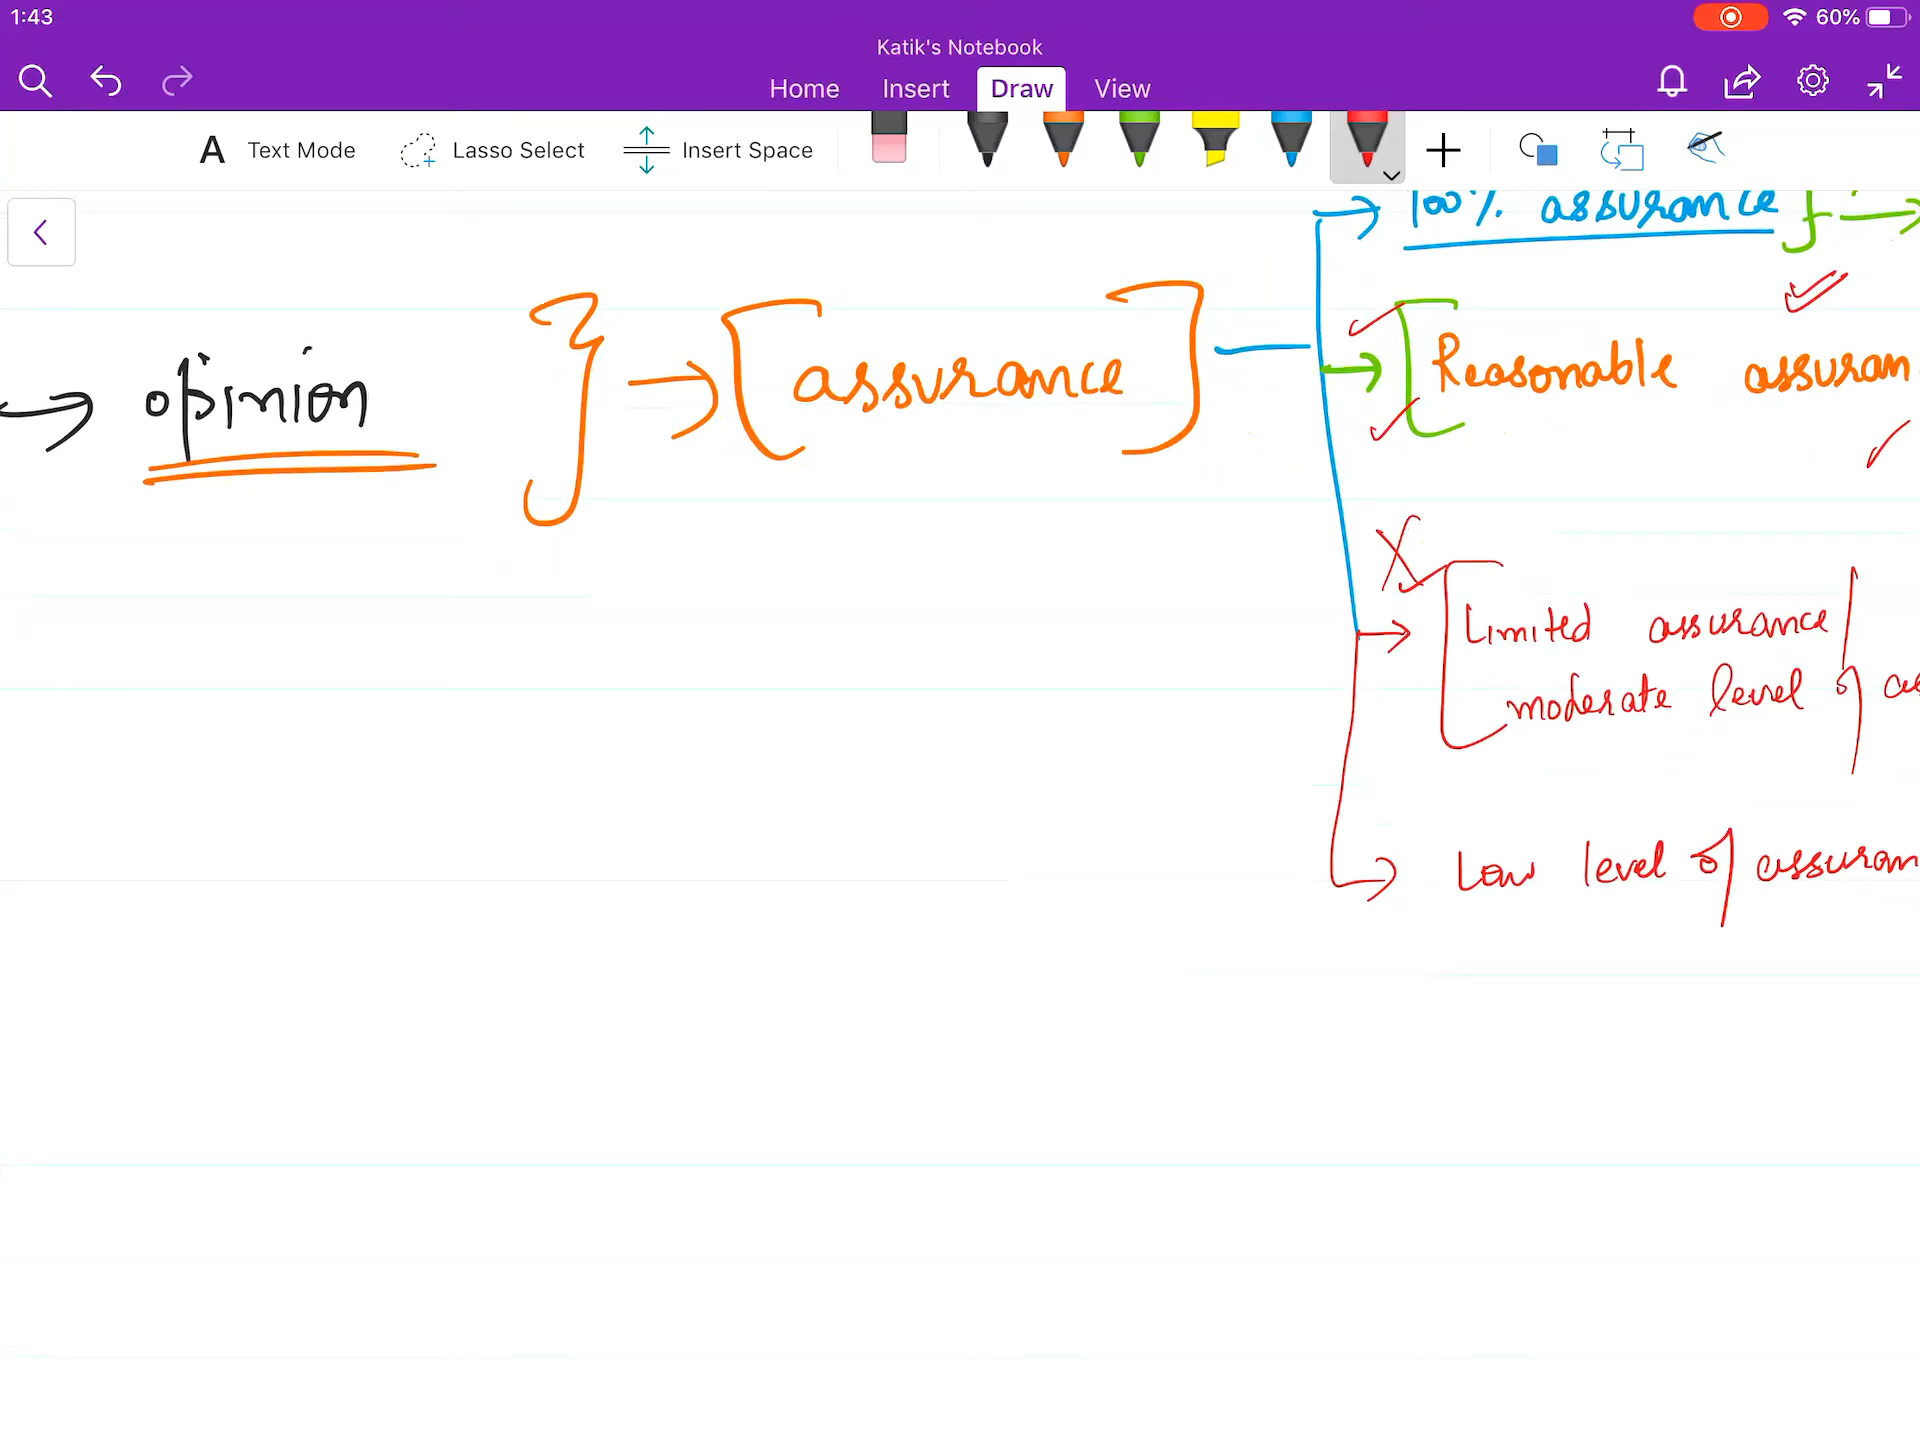 1:43
60%
Katik's Notebook
Home Insert Draw View
A Text Mode Lasso Select Insert Space
100% assurance
opinion
assurance
Reasonable assuran
Limited assurance
moderate level of as
Low level of assuran